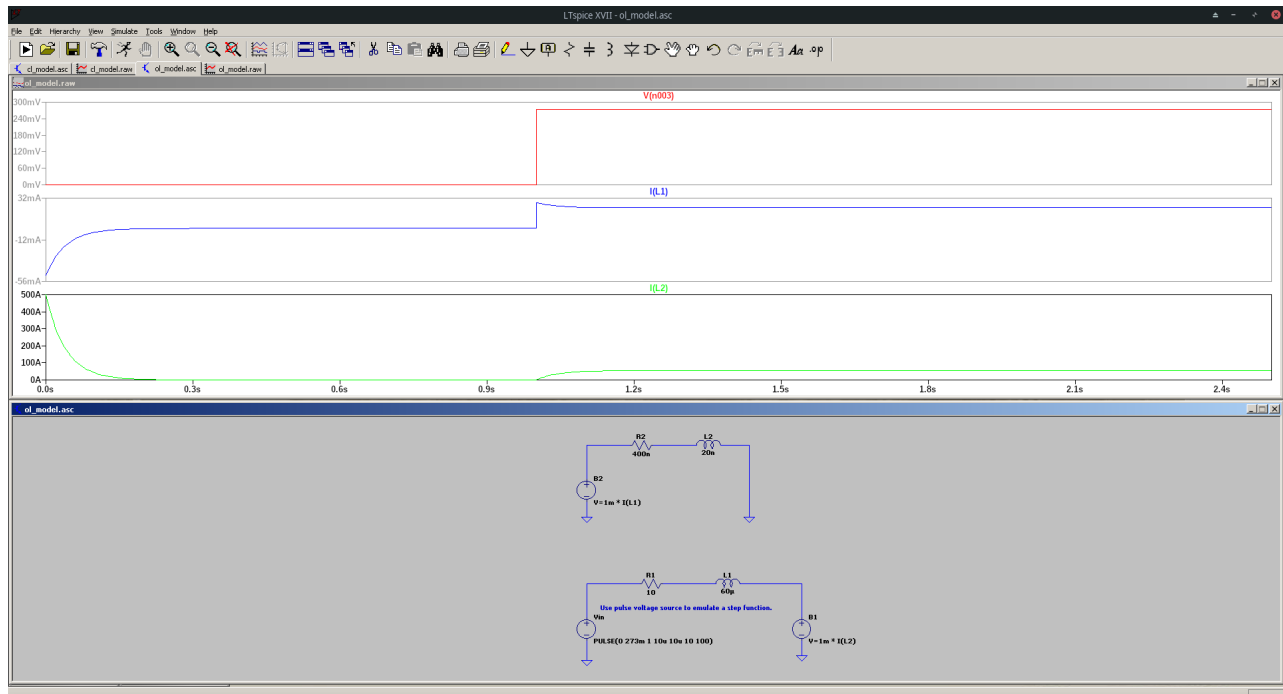 LTspice XVII - ol_model.asc
File Edit Hierarchy View Simulate Tools Window Help
Aa .op
cl_model.asc cl_model.raw ol_model.asc ol_model.raw
ol_model.raw
V(n003)
300mV
240mV
180mV
120mV
60mV
0mV
I(L1)
32mA
-12mA
-56mA
I(L2)
500A
400A
300A
200A
100A
0A
0.0s 0.3s 0.6s 0.9s 1.2s 1.5s 1.8s 2.1s 2.4s
ol_model.asc
R2 L2
400n 20n
B2
V=1m * I(L1)
R1 L1
10 60µ
Use pulse voltage source to emulate a step function.
Vin B1
PULSE(0 273m 1 10u 10u 10 100) V=1m * I(L2)